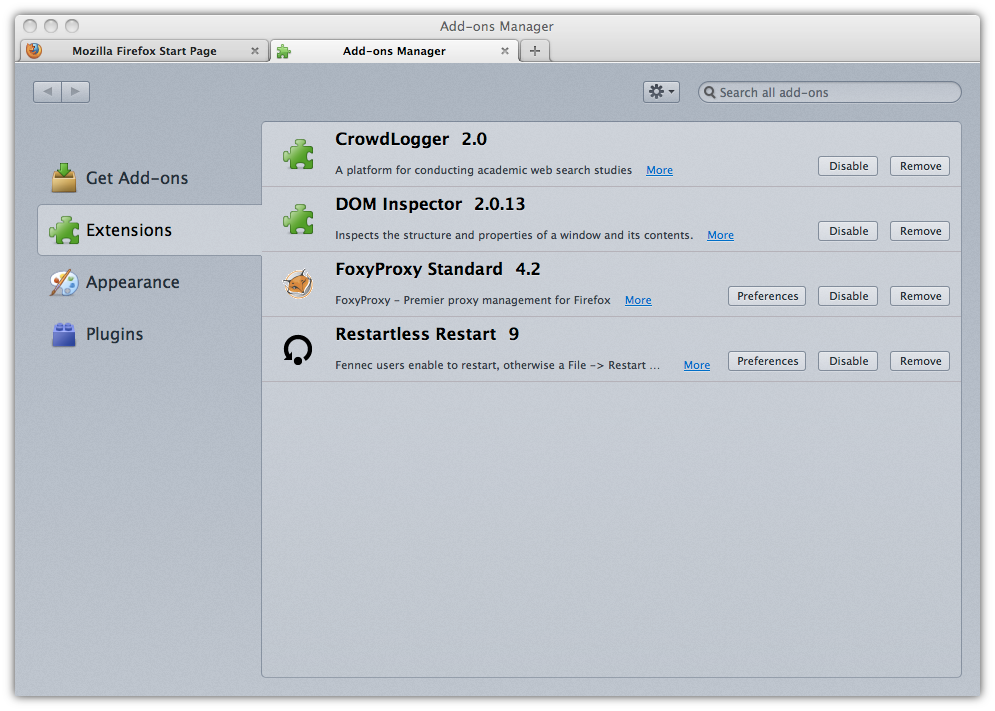 Add-ons Manager
Mozilla Firefox Start Page
Add-ons Manager
Search all add-ons
Get Add-ons
Extensions
Appearance
Plugins
CrowdLogger 2.0
A platform for conducting academic web search studies More Disable Remove
DOM Inspector 2.0.13
Inspects the structure and properties of a window and its contents. More Disable Remove
FoxyProxy Standard 4.2
FoxyProxy - Premier proxy management for Firefox More Preferences Disable Remove
Restartless Restart 9
Fennec users enable to restart, otherwise a File -> Restart ... More Preferences Disable Remove